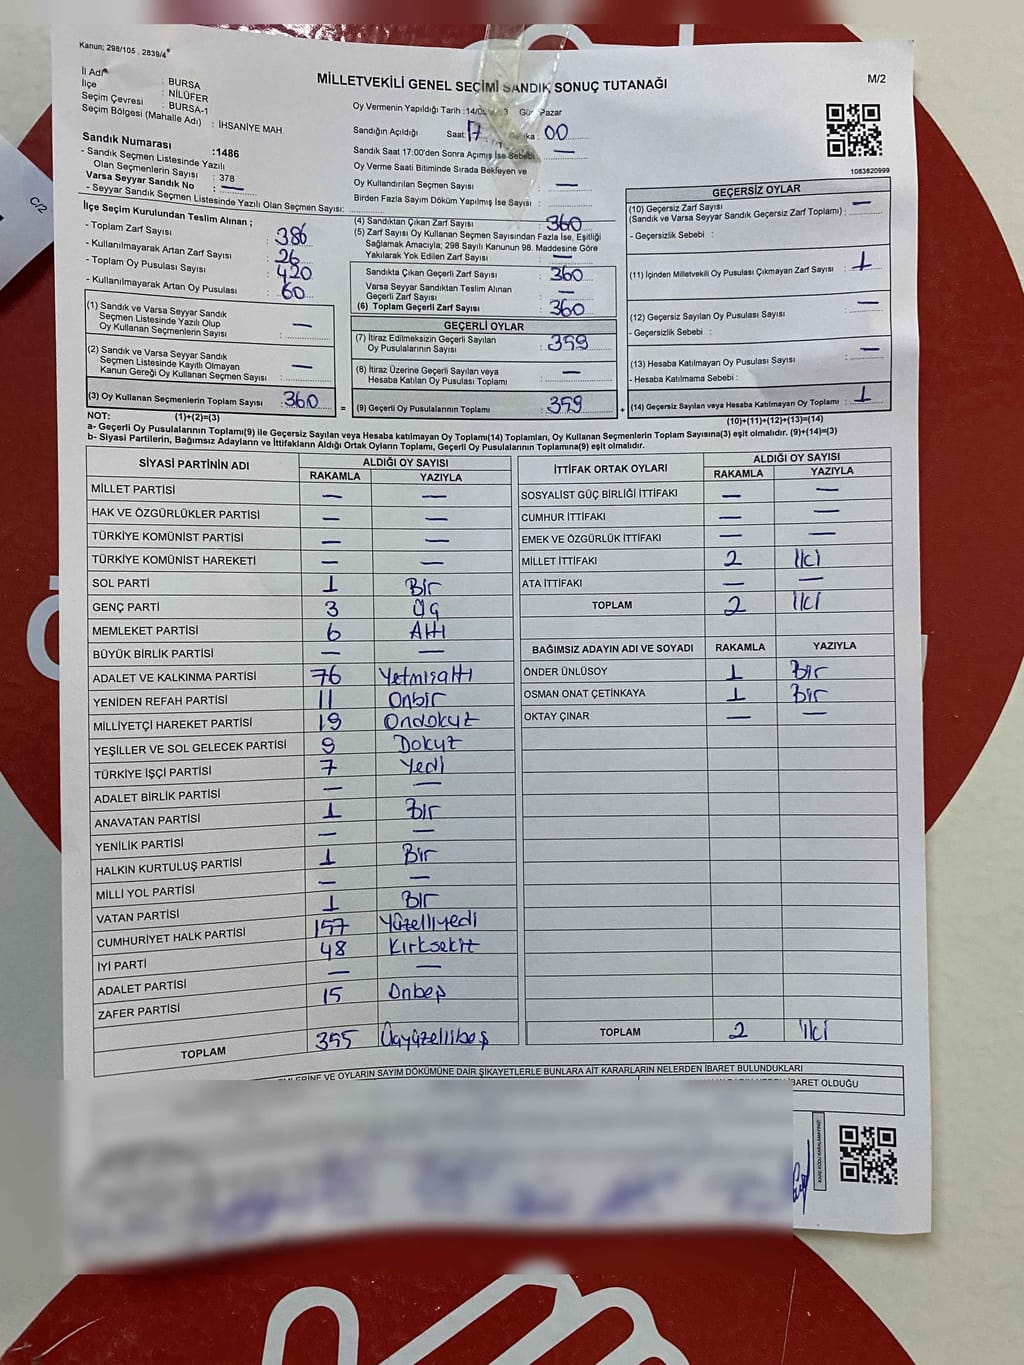 Kanun; 298/105 , 2839/4
MİLLETVEKİLİ GENEL SEÇİMİ SANDIK SONUÇ TUTANAĞI
M/2
İl Adı : BURSA
İlçe : NİLÜFER
Seçim Çevresi : BURSA-1
Seçim Bölgesi (Mahalle Adı) : İHSANİYE MAH.
Sandık Numarası :1486
- Sandık Seçmen Listesinde Yazılı
Olan Seçmenlerin Sayısı : 378
Varsa Seyyar Sandık No : —
- Seyyar Sandık Seçmen Listesinde Yazılı Olan Seçmen Sayısı:
Oy Vermenin Yapıldığı Tarih :14/05 Gün Pazar
Sandığın Açıldığı Saat: 17 Dakika : 00
Sandık Saat 17.00'den Sonra Açımış İse Sebebi : —
Oy Verme Saati Bitiminde Sırada Bekleyen ve
Oy Kullandırılan Seçmen Sayısı : —
Birden Fazla Sayım Döküm Yapılmış İse Sayısı : —
1083820999
İlçe Seçim Kurulundan Teslim Alınan ;
- Toplam Zarf Sayısı : 386
- Kullanılmayarak Artan Zarf Sayısı : 26
- Toplam Oy Pusulası Sayısı : 420
- Kullanılmayarak Artan Oy Pusulası : 60
(1) Sandık ve Varsa Seyyar Sandık
Seçmen Listesinde Yazılı Olup
Oy Kullanan Seçmenlerin Sayısı : —
(2) Sandık ve Varsa Seyyar Sandık
Seçmen Listesinde Kayıtlı Olmayan
Kanun Gereği Oy Kullanan Seçmen Sayısı : —
(3) Oy Kullanan Seçmenlerin Toplam Sayısı : 360
(4) Sandıktan Çıkan Zarf Sayısı : 360
(5) Zarf Sayısı Oy Kullanan Seçmen Sayısından Fazla İse, Eşitliği
Sağlamak Amacıyla; 298 Sayılı Kanunun 98. Maddesine Göre
Yakılarak Yok Edilen Zarf Sayısı : —
Sandıkta Çıkan Geçerli Zarf Sayısı : 360
Varsa Seyyar Sandıktan Teslim Alınan
Geçerli Zarf Sayısı : —
(6) Toplam Geçerli Zarf Sayısı : 360
GEÇERLİ OYLAR
(7) İtiraz Edilmeksizin Geçerli Sayılan
Oy Pusulalarının Sayısı : 359
(8) İtiraz Üzerine Geçerli Sayılan veya
Hesaba Katılan Oy Pusulası Toplamı : —
= (9) Geçerli Oy Pusulalarının Toplamı : 359
GEÇERSİZ OYLAR
(10) Geçersiz Zarf Sayısı
(Sandık ve Varsa Seyyar Sandık Geçersiz Zarf Toplamı) : —
- Geçersizlik Sebebi :
(11) İçinden Milletvekili Oy Pusulası Çıkmayan Zarf Sayısı : 1
(12) Geçersiz Sayılan Oy Pusulası Sayısı : —
- Geçersizlik Sebebi :
(13) Hesaba Katılmayan Oy Pusulası Sayısı : —
- Hesaba Katılmama Sebebi :
+ (14) Geçersiz Sayılan veya Hesaba Katılmayan Oy Toplamı : 1
NOT: (1)+(2)=(3) (10)+(11)+(12)+(13)=(14)
a- Geçerli Oy Pusulalarının Toplamı(9) ile Geçersiz Sayılan veya Hesaba katılmayan Oy Toplamı(14) Toplamları, Oy Kullanan Seçmenlerin Toplam Sayısına(3) eşit olmalıdır. (9)+(14)=(3)
b- Siyasi Partilerin, Bağımsız Adayların ve İttifakların Aldığı Ortak Oyların Toplamı, Geçerli Oy Pusulalarının Toplamına(9) eşit olmalıdır.
SİYASİ PARTİNİN ADI ALDIĞI OY SAYISI
RAKAMLA YAZIYLA
MİLLET PARTİSİ — —
HAK VE ÖZGÜRLÜKLER PARTİSİ — —
TÜRKİYE KOMÜNİST PARTİSİ — —
TÜRKİYE KOMÜNİST HAREKETİ — —
SOL PARTİ 1 Bir
GENÇ PARTİ 3 Üç
MEMLEKET PARTİSİ 6 Altı
BÜYÜK BİRLİK PARTİSİ — —
ADALET VE KALKINMA PARTİSİ 76 Yetmişaltı
YENİDEN REFAH PARTİSİ 11 Onbir
MİLLİYETÇİ HAREKET PARTİSİ 19 Ondokuz
YEŞİLLER VE SOL GELECEK PARTİSİ 9 Dokuz
TÜRKİYE İŞÇİ PARTİSİ 7 Yedi
ADALET BİRLİK PARTİSİ — —
ANAVATAN PARTİSİ 1 Bir
YENİLİK PARTİSİ — —
HALKIN KURTULUŞ PARTİSİ 1 Bir
MİLLİ YOL PARTİSİ — —
VATAN PARTİSİ 1 Bir
CUMHURİYET HALK PARTİSİ 157 Yüzelliyedi
İYİ PARTİ 48 Kırksekiz
ADALET PARTİSİ — —
ZAFER PARTİSİ 15 Onbeş
TOPLAM 355 Üçyüzellibeş
İTTİFAK ORTAK OYLARI ALDIĞI OY SAYISI
RAKAMLA YAZIYLA
SOSYALİST GÜÇ BİRLİĞİ İTTİFAKI — —
CUMHUR İTTİFAKI — —
EMEK VE ÖZGÜRLÜK İTTİFAKI — —
MİLLET İTTİFAKI 2 İki
ATA İTTİFAKI — —
TOPLAM 2 İki
BAĞIMSIZ ADAYIN ADI VE SOYADI RAKAMLA YAZIYLA
ÖNDER ÜNLÜSOY 1 Bir
OSMAN ONAT ÇETİNKAYA 1 Bir
OKTAY ÇINAR — —
TOPLAM 2 iki
OYLARIN SAYIM DÖKÜMÜNE DAİR ŞİKAYETLERLE BUNLARA AİT KARARLARIN NELERDEN İBARET BULUNDUKLARI
İBARET OLDUĞU
C/2